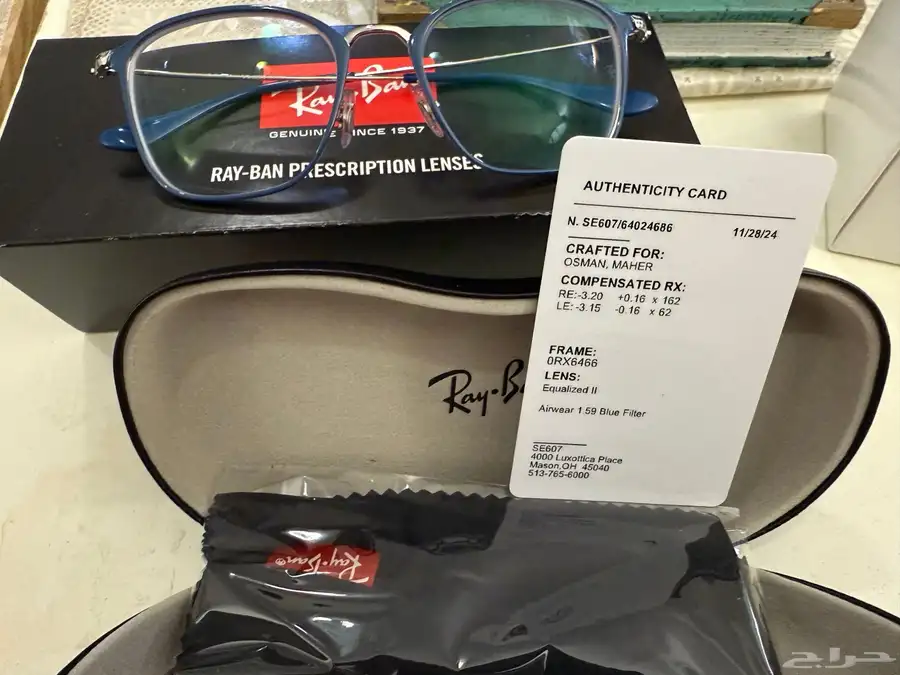 Ray-Ban
GENUINE SINCE 1937
RAY-BAN PRESCRIPTION LENSES
AUTHENTICITY CARD
N. SE607/64024686 11/28/24
CRAFTED FOR:
OSMAN, MAHER
COMPENSATED RX:
RE:-3.20 +0.16 x 162
LE:-3.15 -0.16 x 62
FRAME:
0RX6466
LENS:
Equalized II
Airwear 1.59 Blue Filter
SE607
4000 Luxottica Place
Mason,OH 45040
513-765-6000
Ray-Ba
Ray-Ban®
حراج